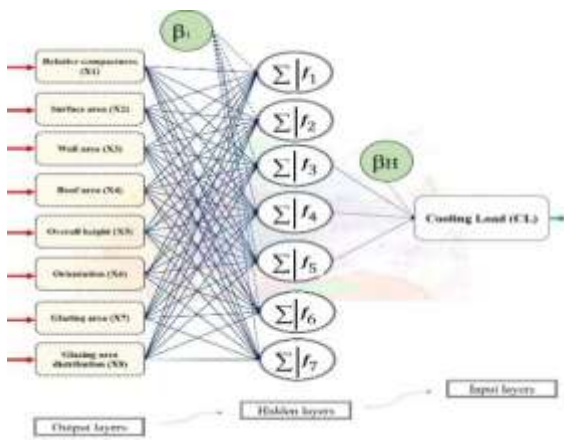 β₁
Relative compactness
(X1)
Surface area (X2)
Wall area (X3)
Roof area (X4)
Overall height (X5)
Orientation (X6)
Glazing area (X7)
Glazing area
distribution (X8)
∑|f₁
∑|f₂
∑|f₃
∑|f₄
∑|f₅
∑|f₆
∑|f₇
βH
Cooling Load (CL)
Output layers
Hidden layers
Input layers